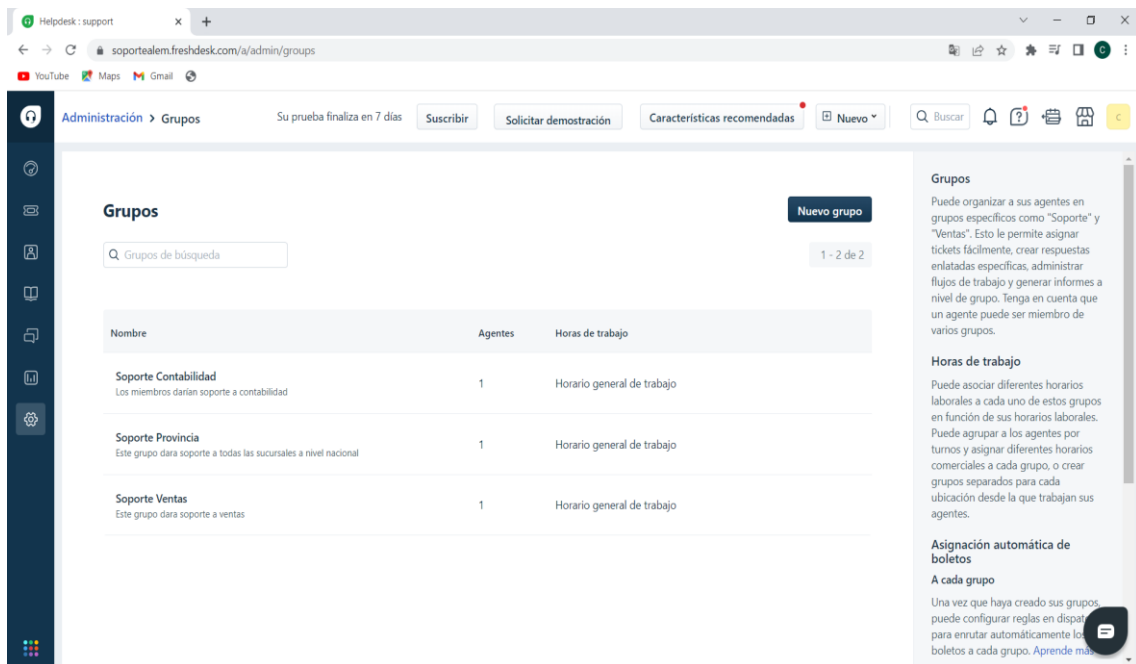 Helpdesk : support
soportealem.freshdesk.com/a/admin/groups
YouTube Maps Gmail
C
Administración > Grupos
Su prueba finaliza en 7 días
Suscribir
Solicitar demostración
Características recomendadas
Nuevo
Buscar
C
Grupos
Nuevo grupo
Grupos de búsqueda
1 - 2 de 2
Nombre Agentes Horas de trabajo
Soporte Contabilidad
Los miembros darían soporte a contabilidad
1 Horario general de trabajo
Soporte Provincia
Este grupo dara soporte a todas las sucursales a nivel nacional
1 Horario general de trabajo
Soporte Ventas
Este grupo dara soporte a ventas
1 Horario general de trabajo
Grupos
Puede organizar a sus agentes en
grupos específicos como "Soporte" y
"Ventas". Esto le permite asignar
tickets fácilmente, crear respuestas
enlatadas específicas, administrar
flujos de trabajo y generar informes a
nivel de grupo. Tenga en cuenta que
un agente puede ser miembro de
varios grupos.
Horas de trabajo
Puede asociar diferentes horarios
laborales a cada uno de estos grupos
en función de sus horarios laborales.
Puede agrupar a los agentes por
turnos y asignar diferentes horarios
comerciales a cada grupo, o crear
grupos separados para cada
ubicación desde la que trabajan sus
agentes.
Asignación automática de
boletos
A cada grupo
Una vez que haya creado sus grupos,
puede configurar reglas en
para enrutar automáticamente
boletos a cada grupo. Aprende más